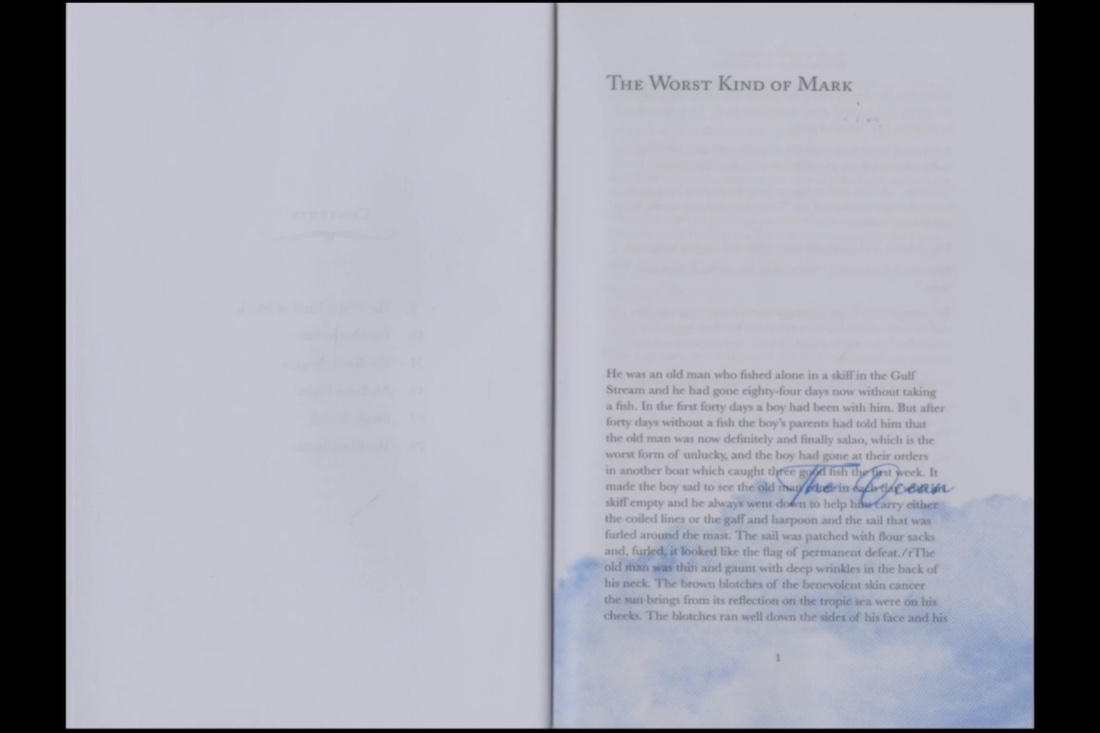 THE WORST KIND OF MARK
He was an old man who fished alone in a skiff in the Gulf
Stream and he had gone eighty-four days now without taking
a fish. In the first forty days a boy had been with him. But after
forty days without a fish the boy's parents had told him that
the old man was now definitely and finally salao, which is the
worst form of unlucky, and the boy had gone at their orders
in another boat which caught three good fish the first week. It
made the boy sad to see the old man come in each day
The Ocean
skiff empty and he always went down to help him carry either
the coiled lines or the gaff and harpoon and the sail that was
furled around the mast. The sail was patched with flour sacks
and, furled, it looked like the flag of permanent defeat./rThe
old man was thin and gaunt with deep wrinkles in the back of
his neck. The brown blotches of the benevolent skin cancer
the sun brings from its reflection on the tropic sea were on his
cheeks. The blotches ran well down the sides of his face and his
1